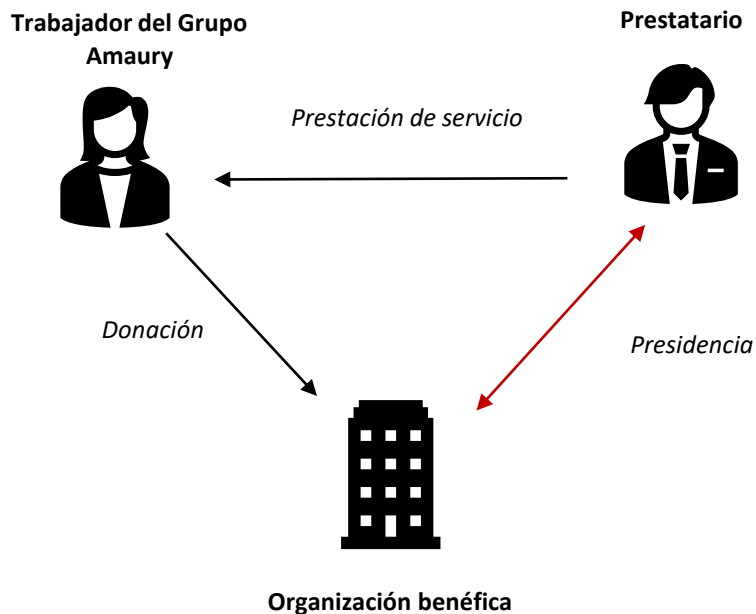 Trabajador del Grupo
Amaury
Prestatario
Prestación de servicio
Donación
Presidencia
Organización benéfica